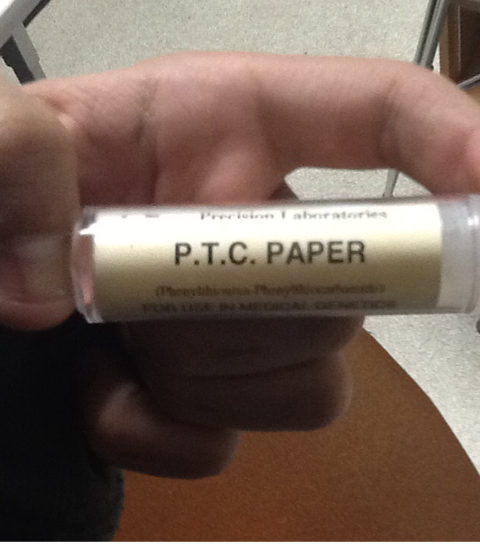 Precision Laboratories
P.T.C. PAPER
(Phenylthiourea-Phenylthiocarbamide)
FOR USE IN MEDICAL GENETICS